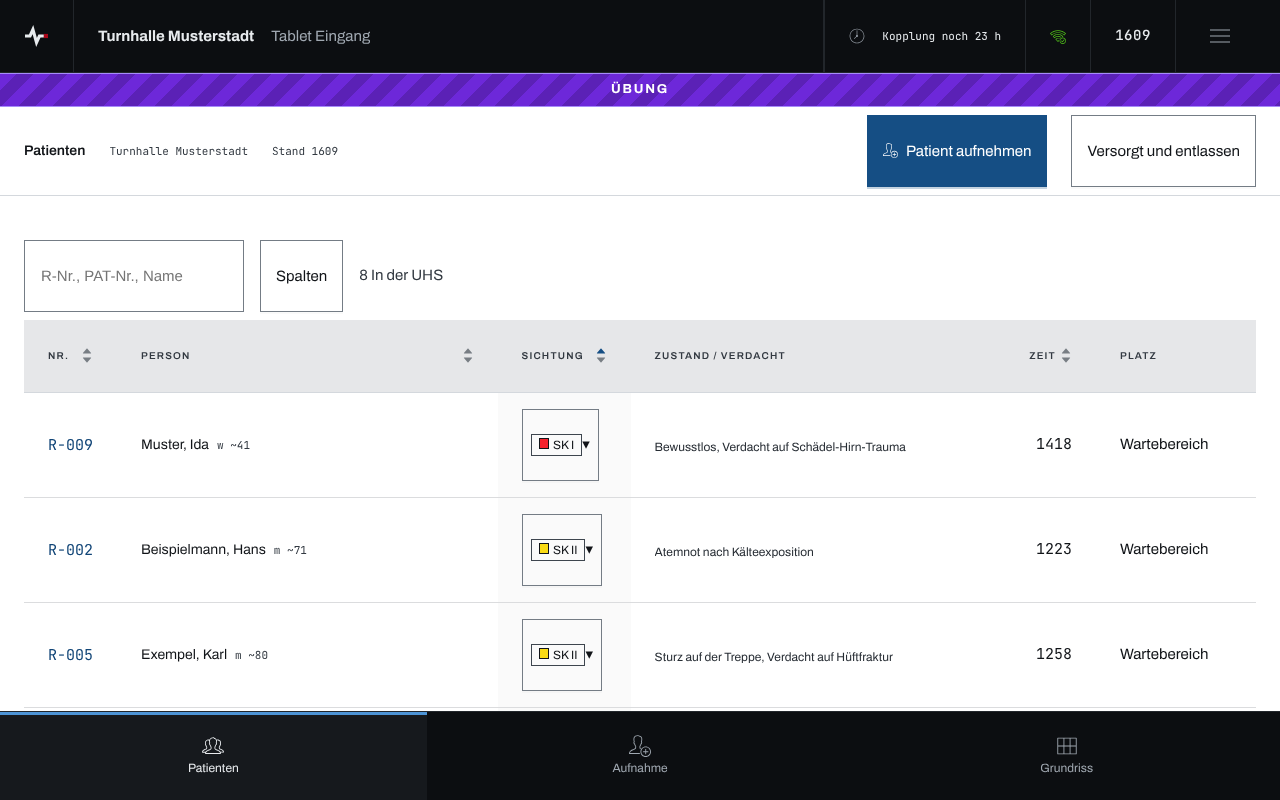 Turnhalle Musterstadt Tablet Eingang Kopplung noch 23 h 1609
ÜBUNG
Patienten Turnhalle Musterstadt Stand 1609 Patient aufnehmen Versorgt und entlassen
R-Nr., PAT-Nr., Name Spalten 8 In der UHS
NR. PERSON SICHTUNG ZUSTAND / VERDACHT ZEIT PLATZ
R-009 Muster, Ida w ~41 SK I Bewusstlos, Verdacht auf Schädel-Hirn-Trauma 1418 Wartebereich
R-002 Beispielmann, Hans m ~71 SK II Atemnot nach Kälteexposition 1223 Wartebereich
R-005 Exempel, Karl m ~80 SK II Sturz auf der Treppe, Verdacht auf Hüftfraktur 1258 Wartebereich
Patienten Aufnahme Grundriss